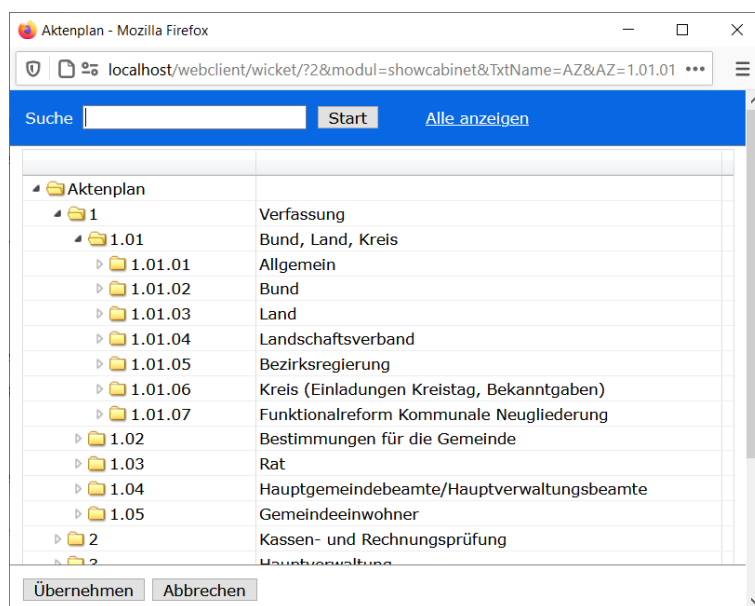 Aktenplan - Mozilla Firefox
localhost/webclient/wicket/?2&modul=showcabinet&TxtName=AZ&AZ=1.01.01
Suche Start Alle anzeigen
Aktenplan
1 Verfassung
1.01 Bund, Land, Kreis
1.01.01 Allgemein
1.01.02 Bund
1.01.03 Land
1.01.04 Landschaftsverband
1.01.05 Bezirksregierung
1.01.06 Kreis (Einladungen Kreistag, Bekanntgaben)
1.01.07 Funktionalreform Kommunale Neugliederung
1.02 Bestimmungen für die Gemeinde
1.03 Rat
1.04 Hauptgemeindebeamte/Hauptverwaltungsbeamte
1.05 Gemeindeeinwohner
2 Kassen- und Rechnungsprüfung
3 Hauptverwaltung
Übernehmen Abbrechen